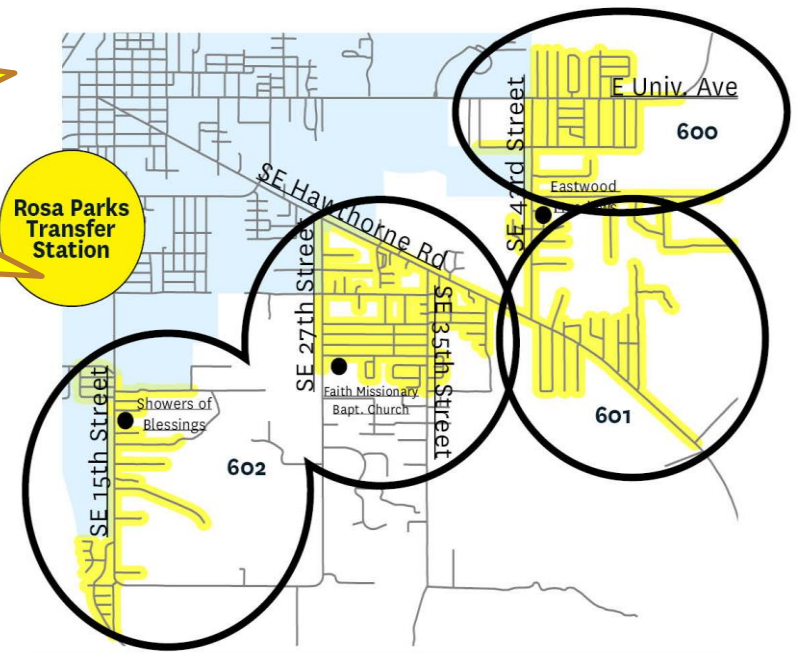 E Univ. Ave
600
SE 43rd Street
Eastwood
Rosa Parks
Transfer
Station
SE Hawthorne Rd
SE 27th Street
SE 35th Street
Faith Missionary
Bapt. Church
601
SE 15th Street
Showers of
Blessings
602